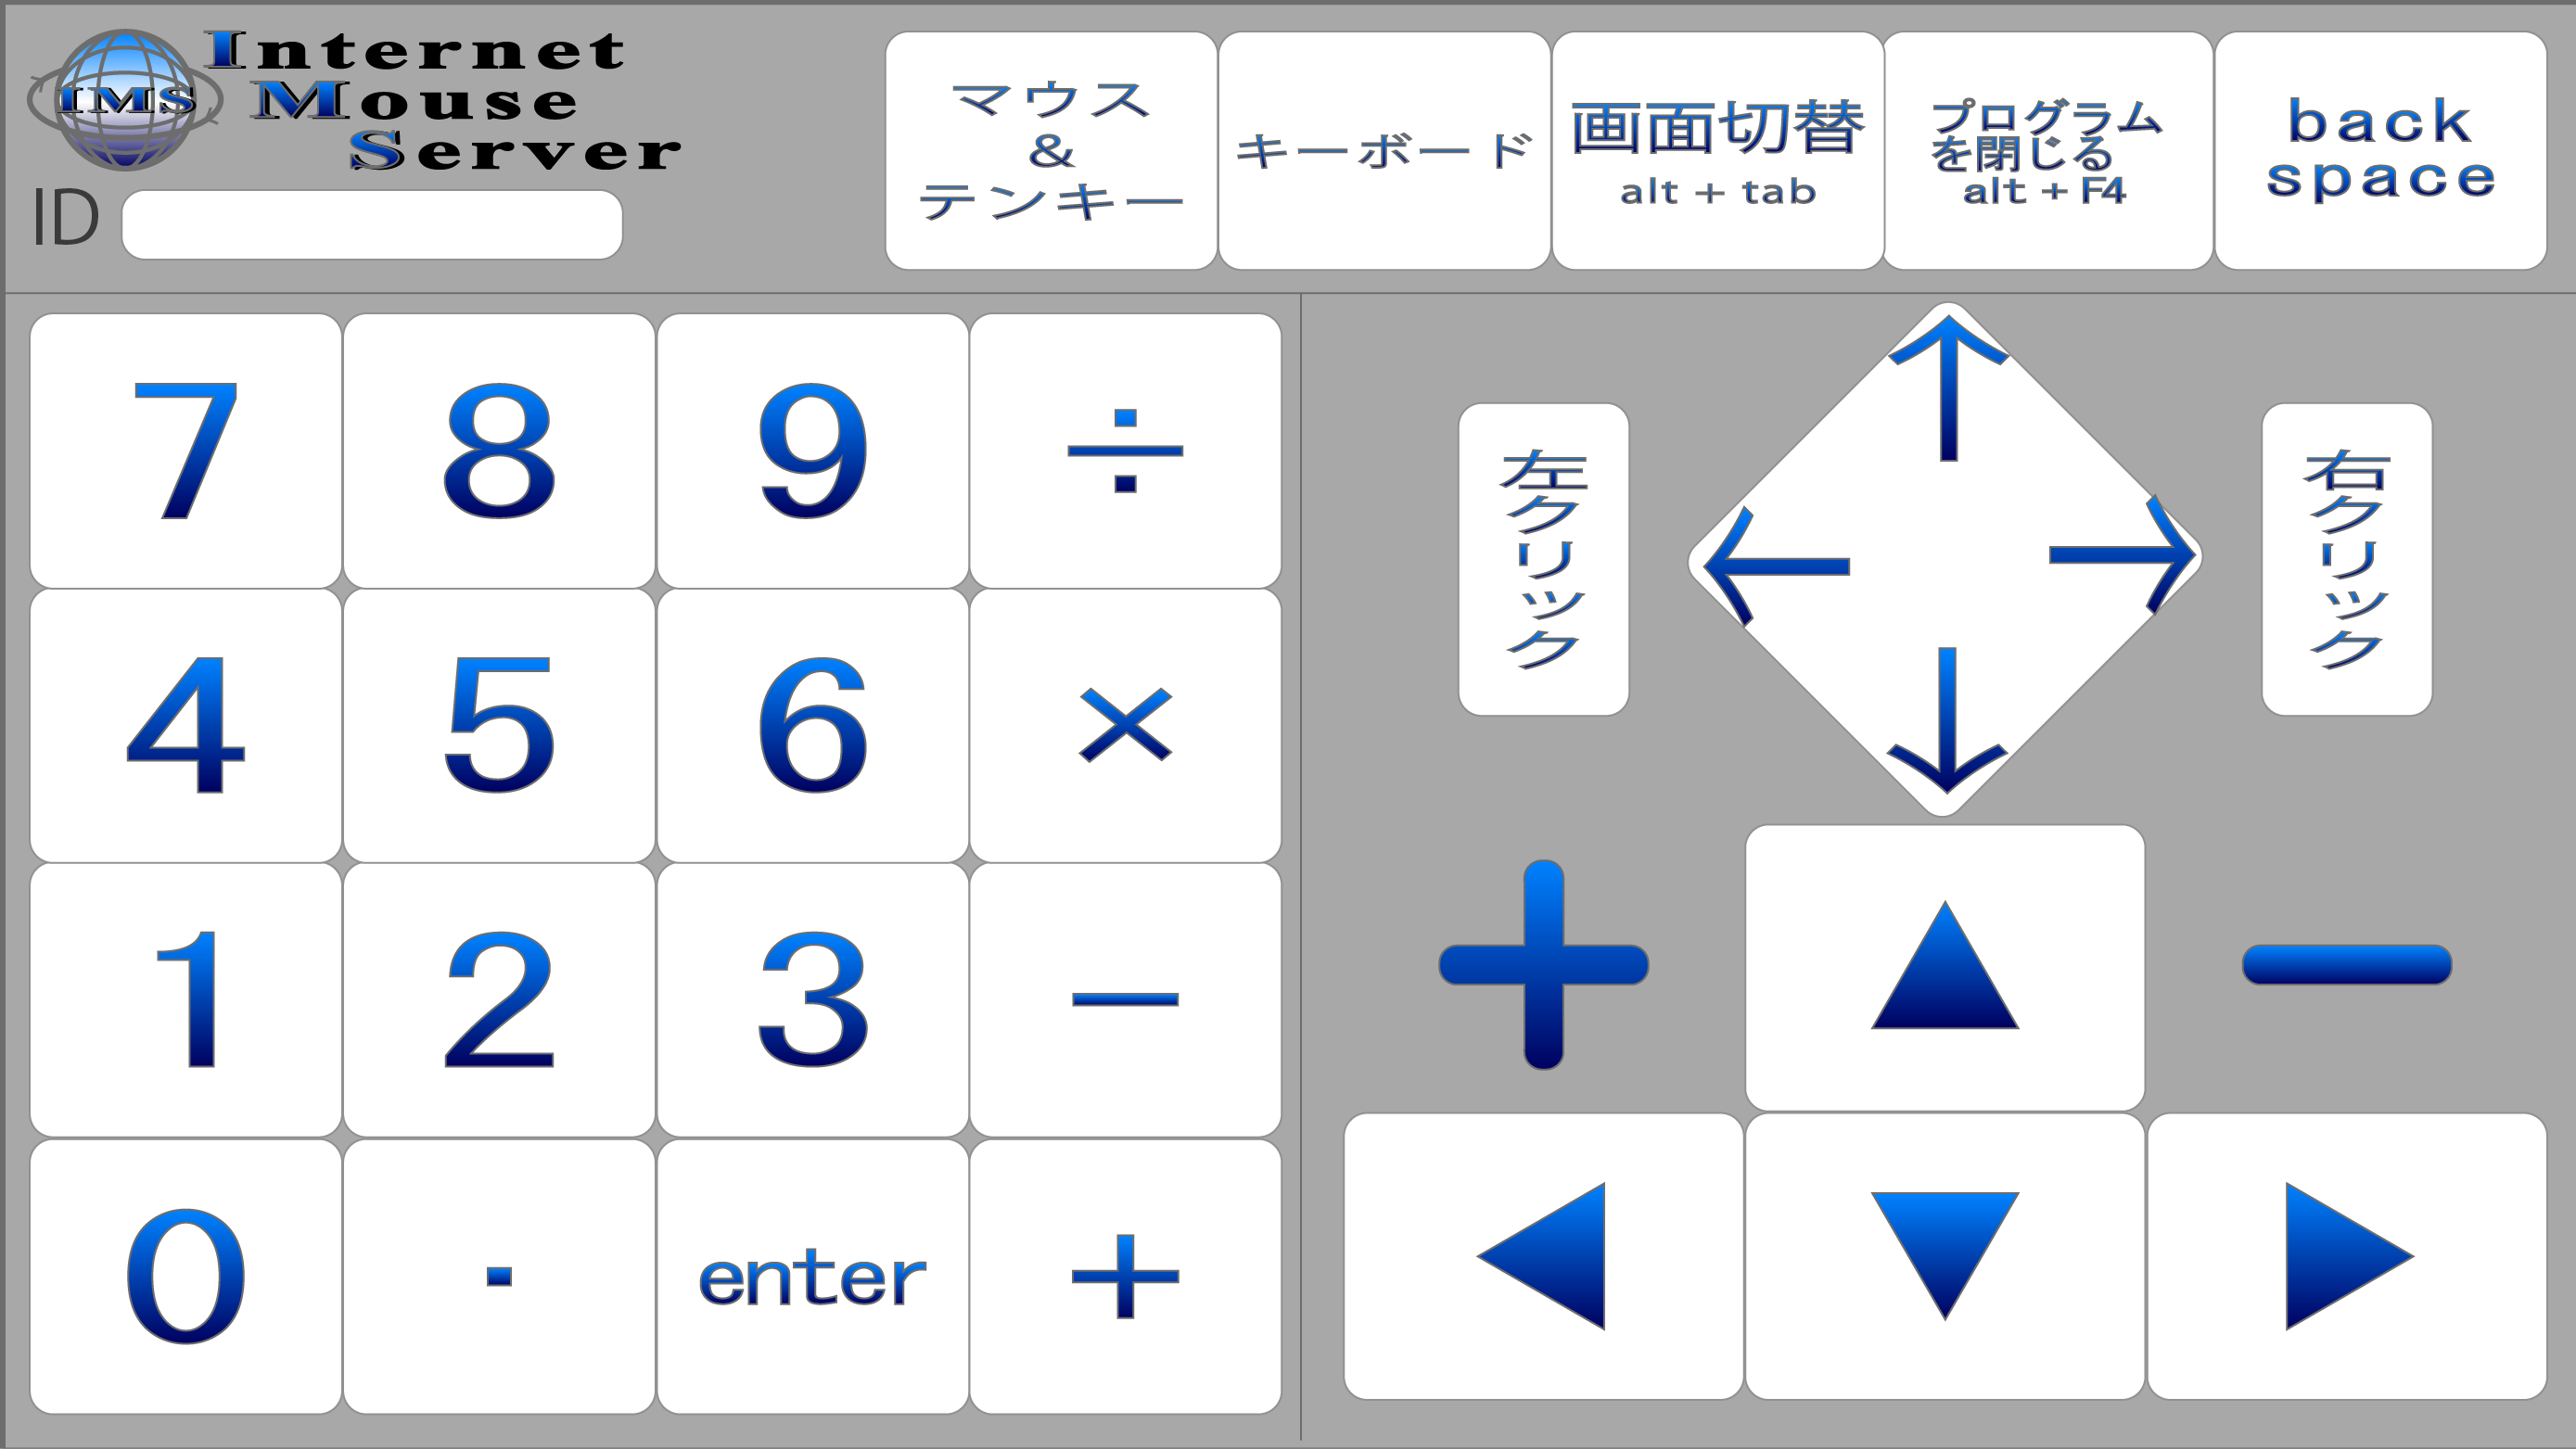 Internet
Mouse
Server
IMS
ID
マウス
&
テンキー
キーボード
画面切替
alt + tab
プログラム
を閉じる
alt + F4
back
space
7 8 9 ÷
4 5 6 ×
1 2 3 −
0 . enter +
左クリック
↑
←
→
↓
右クリック
+
▲
−
◀ ▼ ▶